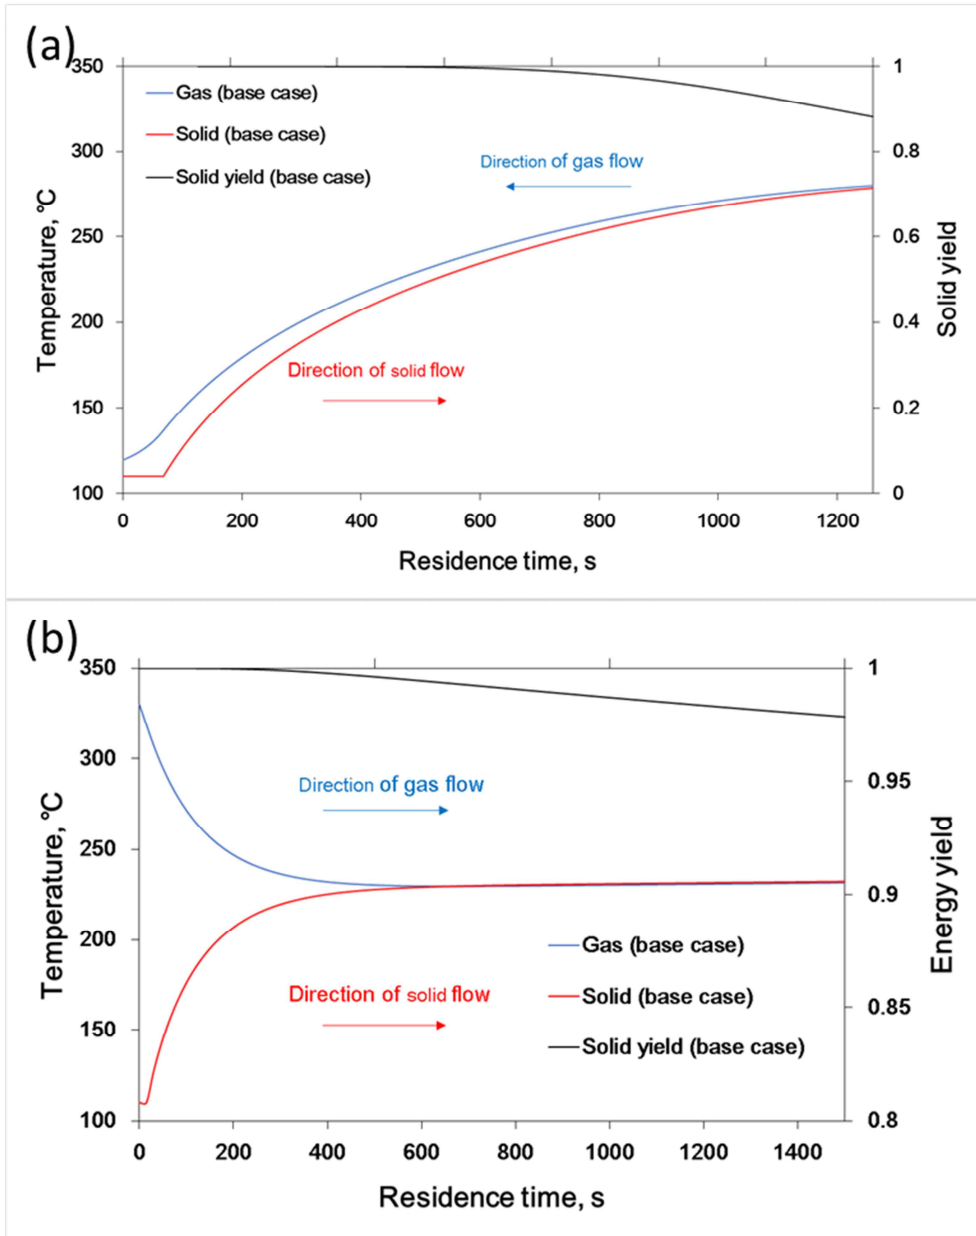 (a)
350
300
250
200
150
100
Temperature, °C
Gas (base case)
Solid (base case)
Solid yield (base case)
Direction of gas flow
Direction of solid flow
1
0.8
0.6
0.4
0.2
0
Solid yield
0 200 400 600 800 1000 1200
Residence time, s
(b)
350
300
250
200
150
100
Temperature, °C
Direction of gas flow
Direction of solid flow
Gas (base case)
Solid (base case)
Solid yield (base case)
1
0.95
0.9
0.85
0.8
Energy yield
0 200 400 600 800 1000 1200 1400
Residence time, s